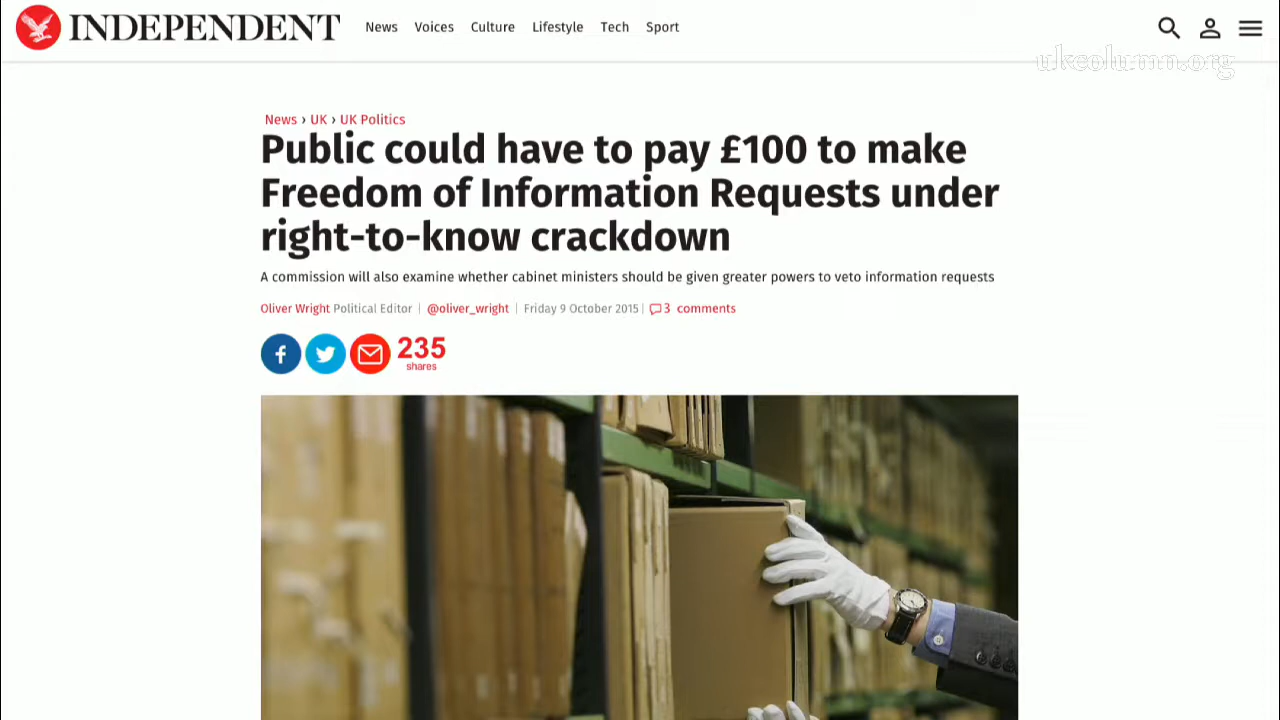 INDEPENDENT News Voices Culture Lifestyle Tech Sport
ukcolumn.org
News › UK › UK Politics
Public could have to pay £100 to make
Freedom of Information Requests under
right-to-know crackdown
A commission will also examine whether cabinet ministers should be given greater powers to veto information requests
Oliver Wright Political Editor | @oliver_wright | Friday 9 October 2015 | 3 comments
235
shares